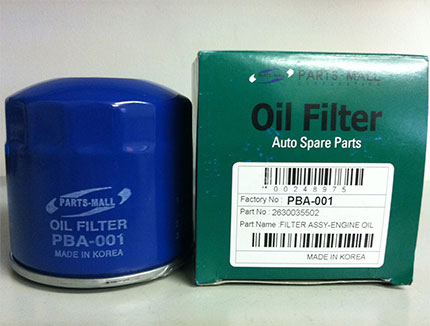 PARTS-MALL
OIL FILTER
PBA-001
MADE IN KOREA
PARTS-MALL
Oil Filter
Auto Spare Parts
00248975
Factory No : PBA-001
Part No : 2630035502
Part Name :FILTER ASSY-ENGINE OIL
MADE IN KOREA